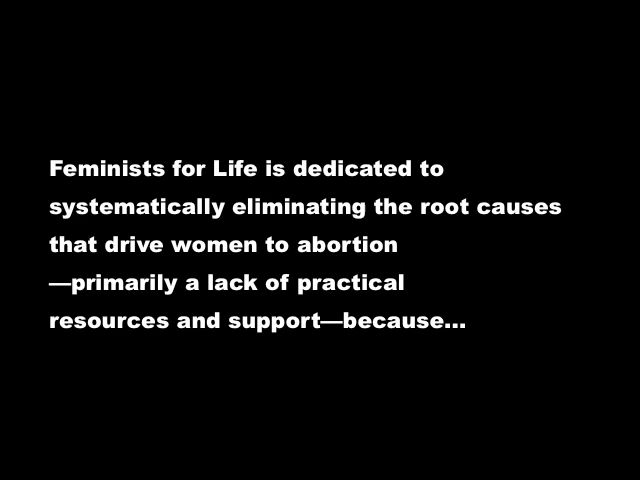 Feminists for Life is dedicated to
systematically eliminating the root causes
that drive women to abortion
—primarily a lack of practical
resources and support—because...